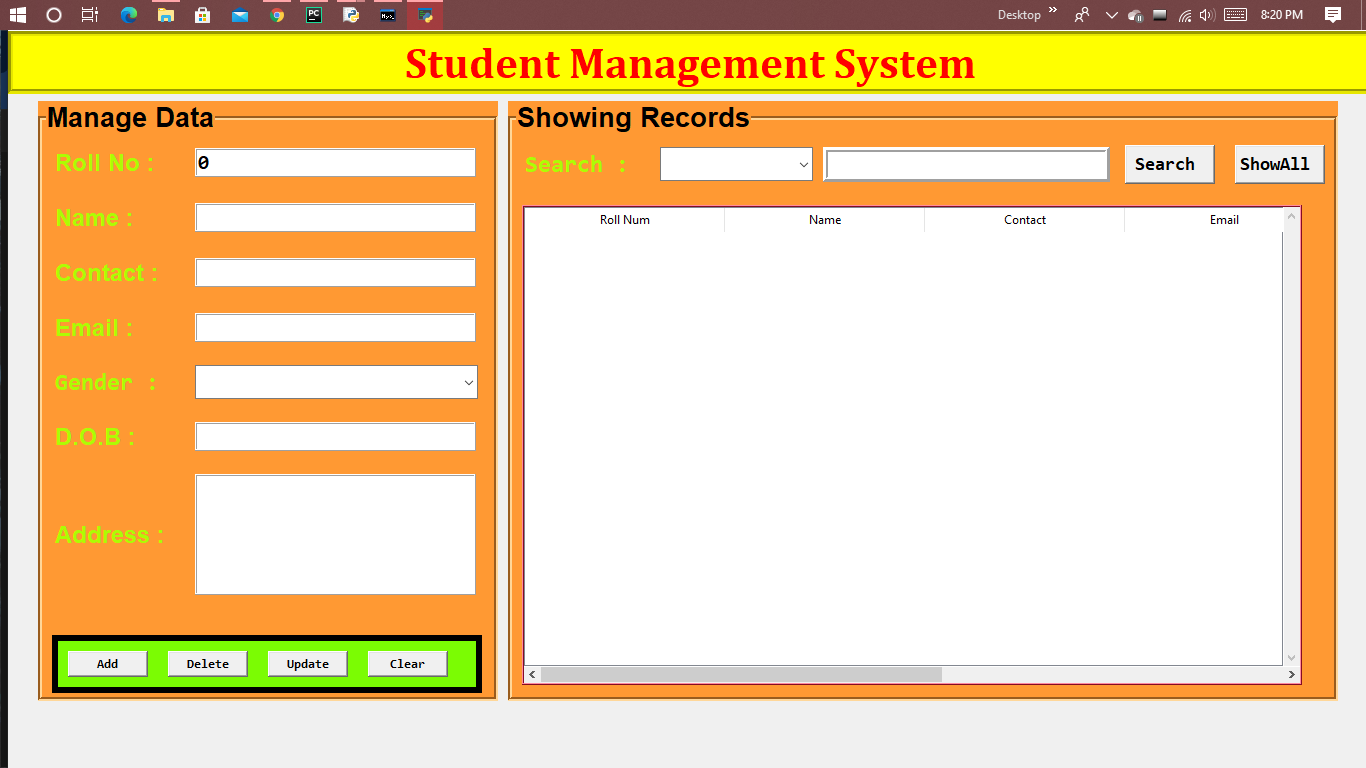 Desktop » 8:20 PM
Student Management System
Manage Data
Roll No : 0
Name :
Contact :
Email :
Gender :
D.O.B :
Address :
Add Delete Update Clear
Showing Records
Search : Search ShowAll
Roll Num Name Contact Email